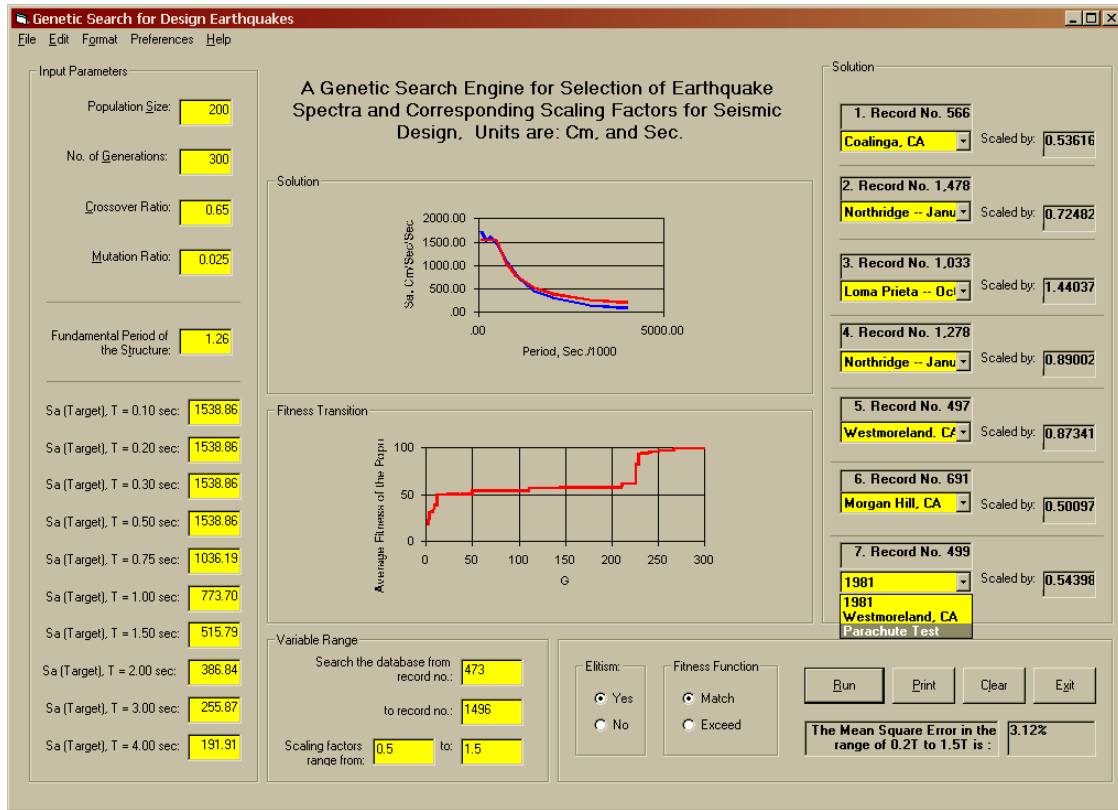 Genetic Search for Design Earthquakes
File Edit Format Preferences Help
Input Parameters
Population Size: 200
No. of Generations: 300
Crossover Ratio: 0.65
Mutation Ratio: 0.025
Fundamental Period of
the Structure: 1.26
Sa (Target), T = 0.10 sec: 1538.86
Sa (Target), T = 0.20 sec: 1538.86
Sa (Target), T = 0.30 sec: 1538.86
Sa (Target), T = 0.50 sec: 1538.86
Sa (Target), T = 0.75 sec: 1036.19
Sa (Target), T = 1.00 sec: 773.70
Sa (Target), T = 1.50 sec: 515.79
Sa (Target), T = 2.00 sec: 386.84
Sa (Target), T = 3.00 sec: 255.87
Sa (Target), T = 4.00 sec: 191.91
A Genetic Search Engine for Selection of Earthquake
Spectra and Corresponding Scaling Factors for Seismic
Design, Units are: Cm, and Sec.
Solution
Sa, Cm/Sec/Sec
2000.00
1500.00
1000.00
500.00
.00
.00 5000.00
Period, Sec./1000
Fitness Transition
Average Fitness of the Popu
100
50
0
0 50 100 150 200 250 300
G
Variable Range
Search the database from
record no.: 473
to record no.: 1496
Scaling factors
range from: 0.5 to: 1.5
Elitism:
Yes
No
Fitness Function
Match
Exceed
Solution
1. Record No. 566
Coalinga, CA Scaled by: 0.53616
2. Record No. 1,478
Northridge -- Janu Scaled by: 0.72482
3. Record No. 1,033
Loma Prieta -- Oct Scaled by: 1.44037
4. Record No. 1,278
Northridge -- Janu Scaled by: 0.89002
5. Record No. 497
Westmoreland, CA Scaled by: 0.87341
6. Record No. 691
Morgan Hill, CA Scaled by: 0.50097
7. Record No. 499
1981 Scaled by: 0.54398
1981
Westmoreland, CA
Parachute Test
Run Print Clear Exit
The Mean Square Error in the
range of 0.2T to 1.5T is : 3.12%